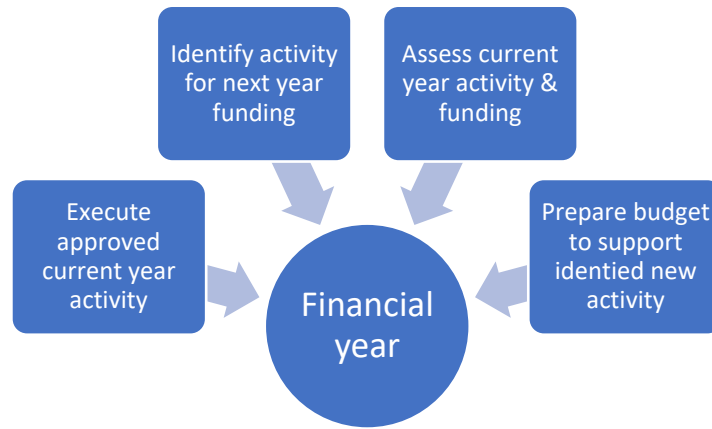 Identify activity
for next year
funding
Assess current
year activity &
funding
Execute
approved
current year
activity
Prepare budget
to support
identied new
activity
Financial
year